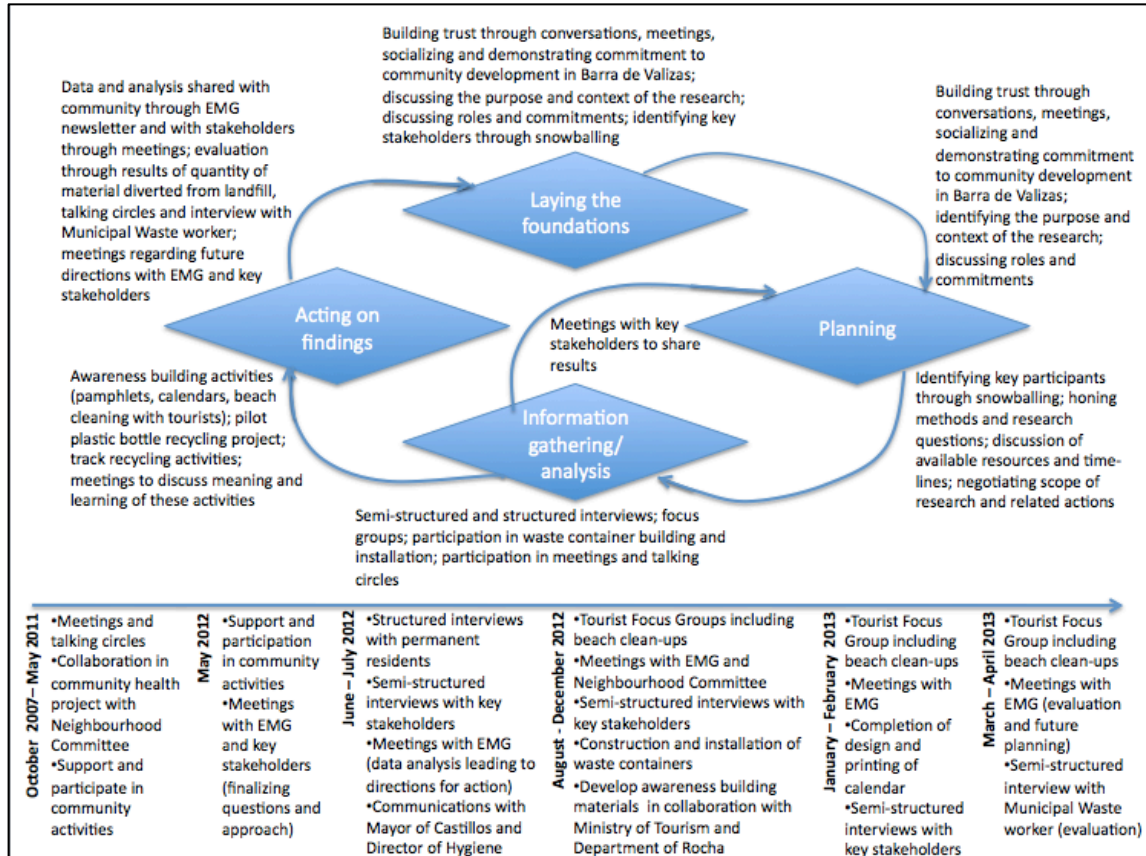 Building trust through conversations, meetings,
socializing and demonstrating commitment to
community development in Barra de Valizas;
discussing the purpose and context of the research;
discussing roles and commitments; identifying key
stakeholders through snowballing
Data and analysis shared with
community through EMG
newsletter and with stakeholders
through meetings; evaluation
through results of quantity of
material diverted from landfill,
talking circles and interview with
Municipal Waste worker;
meetings regarding future
directions with EMG and key
stakeholders
Building trust through
conversations, meetings,
socializing and
demonstrating commitment
to community development
in Barra de Valizas;
identifying the purpose and
context of the research;
discussing roles and
commitments
Laying the
foundations
Acting on
findings
Meetings with key
stakeholders to share
results
Planning
Awareness building activities
(pamphlets, calendars, beach
cleaning with tourists); pilot
plastic bottle recycling project;
track recycling activities;
meetings to discuss meaning and
learning of these activities
Information
gathering/
analysis
Identifying key participants
through snowballing; honing
methods and research
questions; discussion of
available resources and time-
lines; negotiating scope of
research and related actions
Semi-structured and structured interviews; focus
groups; participation in waste container building and
installation; participation in meetings and talking
circles
October 2007– May 2011
•Meetings and
talking circles
•Collaboration in
community health
project with
Neighbourhood
Committee
•Support and
participate in
community
activities
May 2012
•Support and
participation
in community
activities
•Meetings
with EMG
and key
stakeholders
(finalizing
questions and
approach)
June – July 2012
•Structured interviews
with permanent
residents
•Semi-structured
interviews with key
stakeholders
•Meetings with EMG
(data analysis leading to
directions for action)
•Communications with
Mayor of Castillos and
Director of Hygiene
August - December 2012
•Tourist Focus Groups including
beach clean-ups
•Meetings with EMG and
Neighbourhood Committee
•Semi-structured interviews with
key stakeholders
•Construction and installation of
waste containers
•Develop awareness building
materials in collaboration with
Ministry of Tourism and
Department of Rocha
January – February 2013
•Tourist Focus
Group including
beach clean-ups
•Meetings with
EMG
•Completion of
design and
printing of
calendar
•Semi-structured
interviews with
key stakeholders
March – April 2013
•Tourist Focus
Group including
beach clean-ups
•Meetings with
EMG (evaluation
and future
planning)
•Semi-structured
interview with
Municipal Waste
worker (evaluation)